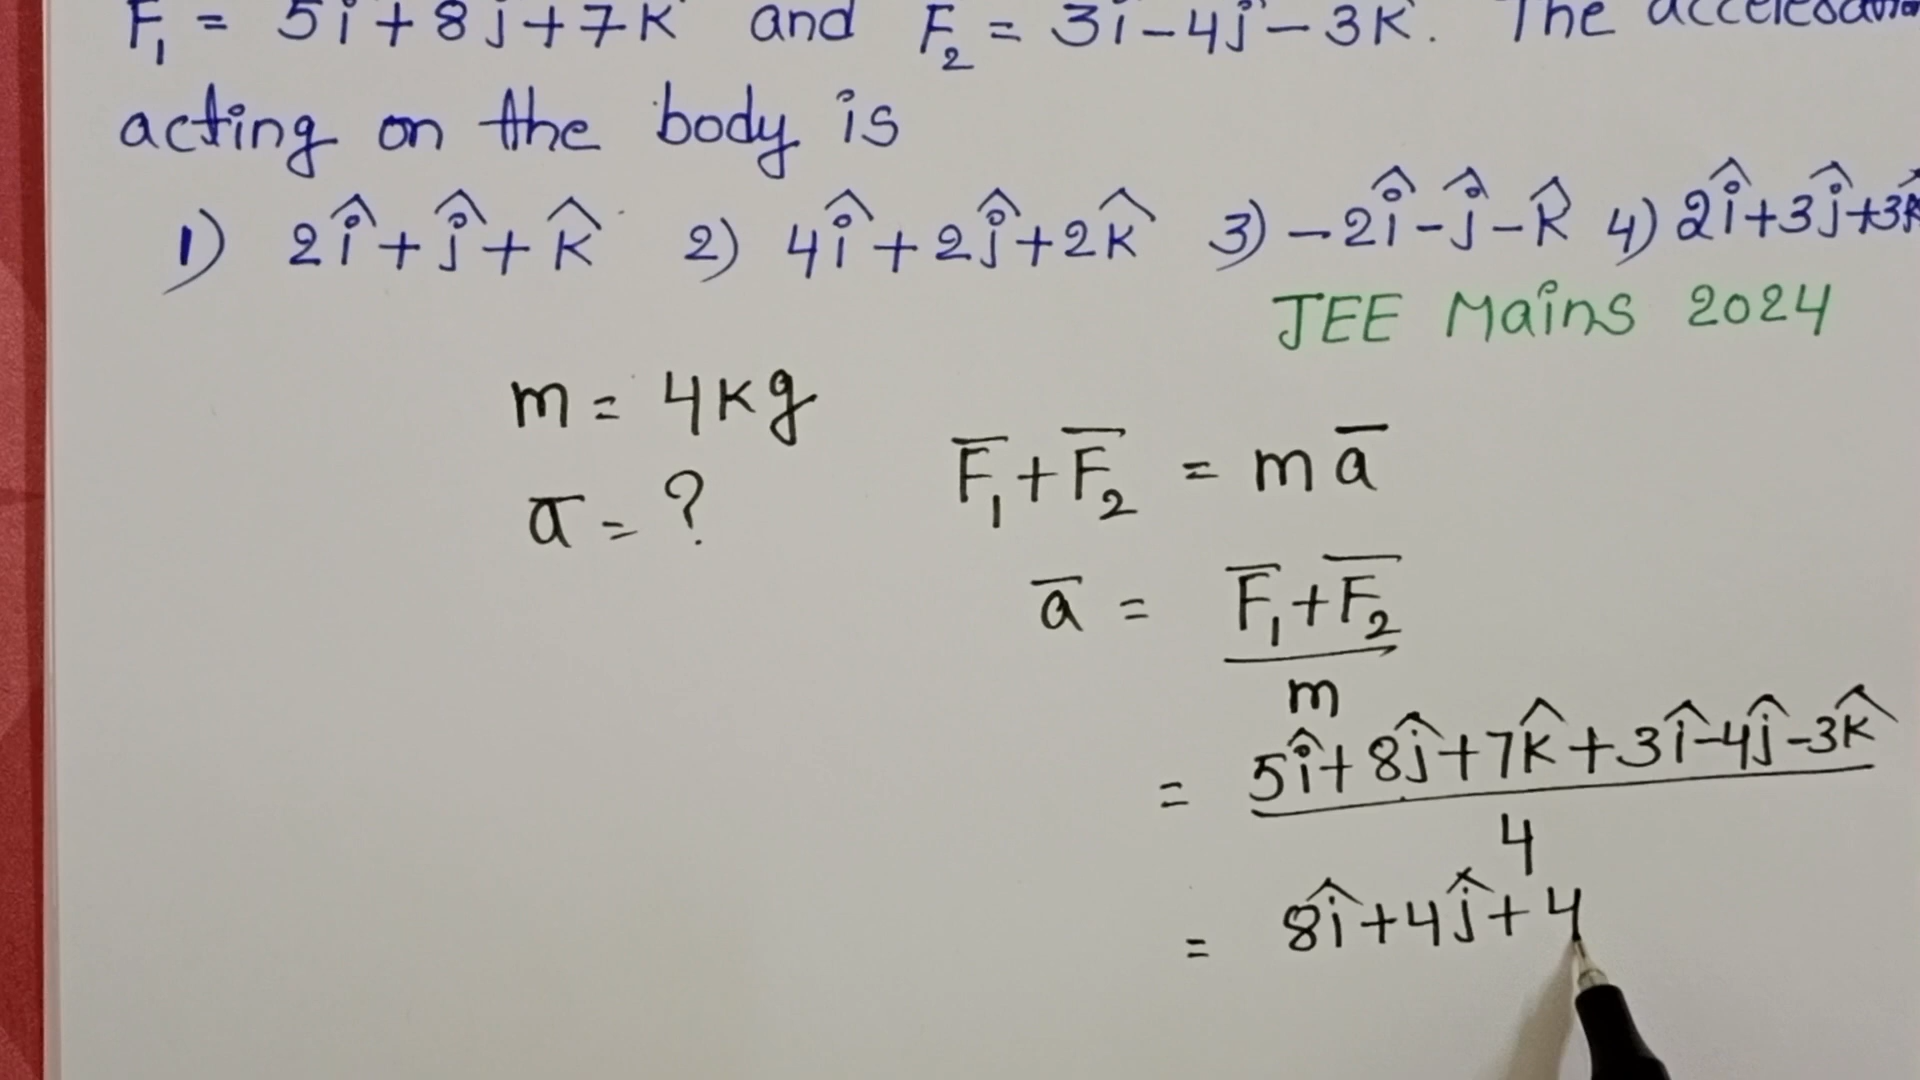 F₁ = 5i + 8j + 7k and F₂ = 3i - 4j - 3k. The acceleration
acting on the body is
1) 2î + ĵ + k̂ 2) 4î + 2ĵ + 2k̂ 3) -2î - ĵ - k̂ 4) 2î + 3ĵ + 3k̂
JEE Mains 2024
m = 4kg
a̅ = ?
F̅₁ + F̅₂ = m a̅
a̅ = F̅₁ + F̅₂
m
= 5î + 8ĵ + 7k̂ + 3î - 4ĵ - 3k̂
4
= 8î + 4ĵ + 4